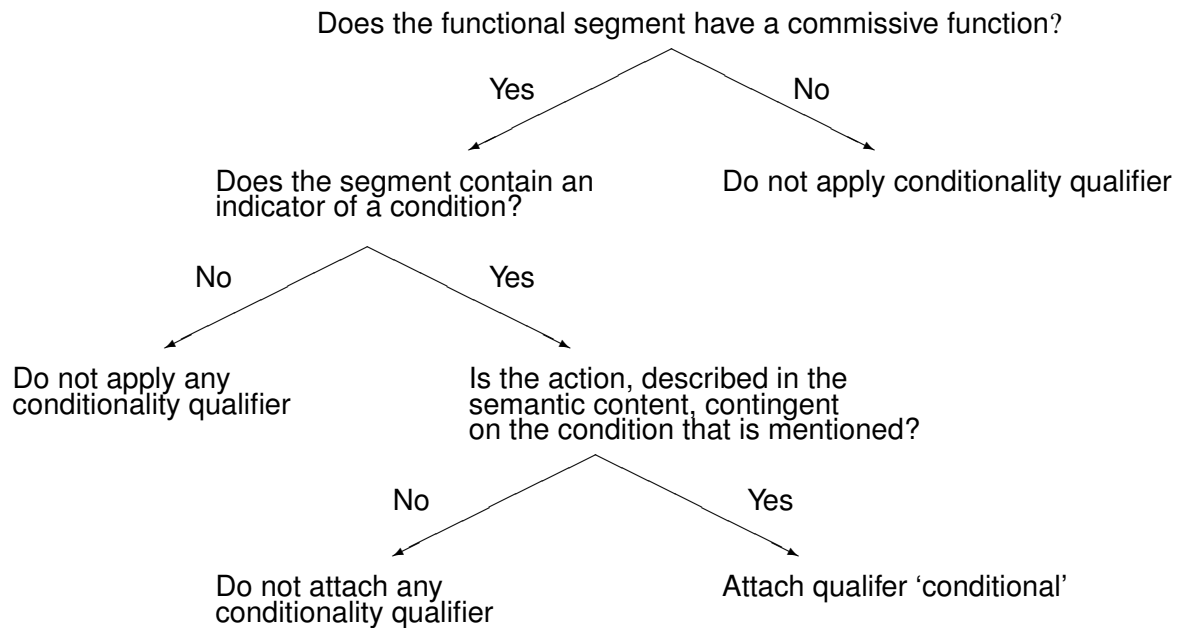 Does the functional segment have a commissive function?
Yes
No
Does the segment contain an
indicator of a condition?
Do not apply conditionality qualifier
No
Yes
Do not apply any
conditionality qualifier
Is the action, described in the
semantic content, contingent
on the condition that is mentioned?
No
Yes
Do not attach any
conditionality qualifier
Attach qualifer ‘conditional’